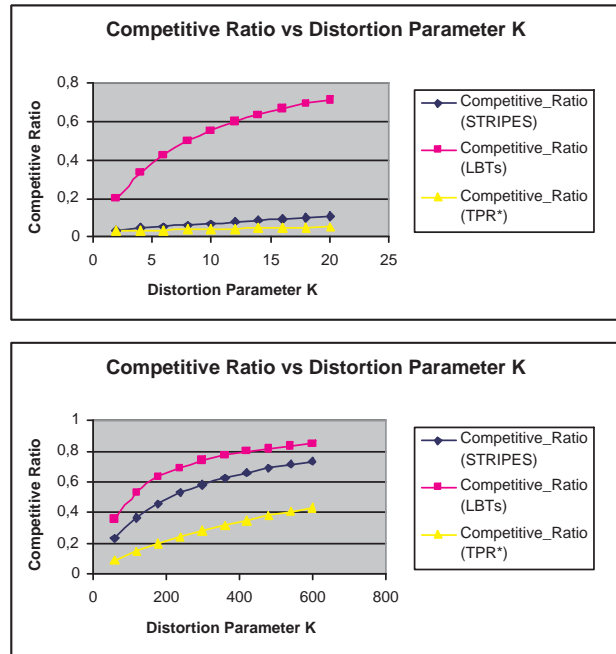 Competitive Ratio vs Distortion Parameter K
0,8
0,6
0,4
0,2
0
Competitive Ratio
0 5 10 15 20 25
Distortion Parameter K
Competitive_Ratio
(STRIPES)
Competitive_Ratio
(LBTs)
Competitive_Ratio
(TPR*)
Competitive Ratio vs Distortion Parameter K
1
0,8
0,6
0,4
0,2
0
Competitive Ratio
0 200 400 600 800
Distortion Parameter K
Competitive_Ratio
(STRIPES)
Competitive_Ratio
(LBTs)
Competitive_Ratio
(TPR*)